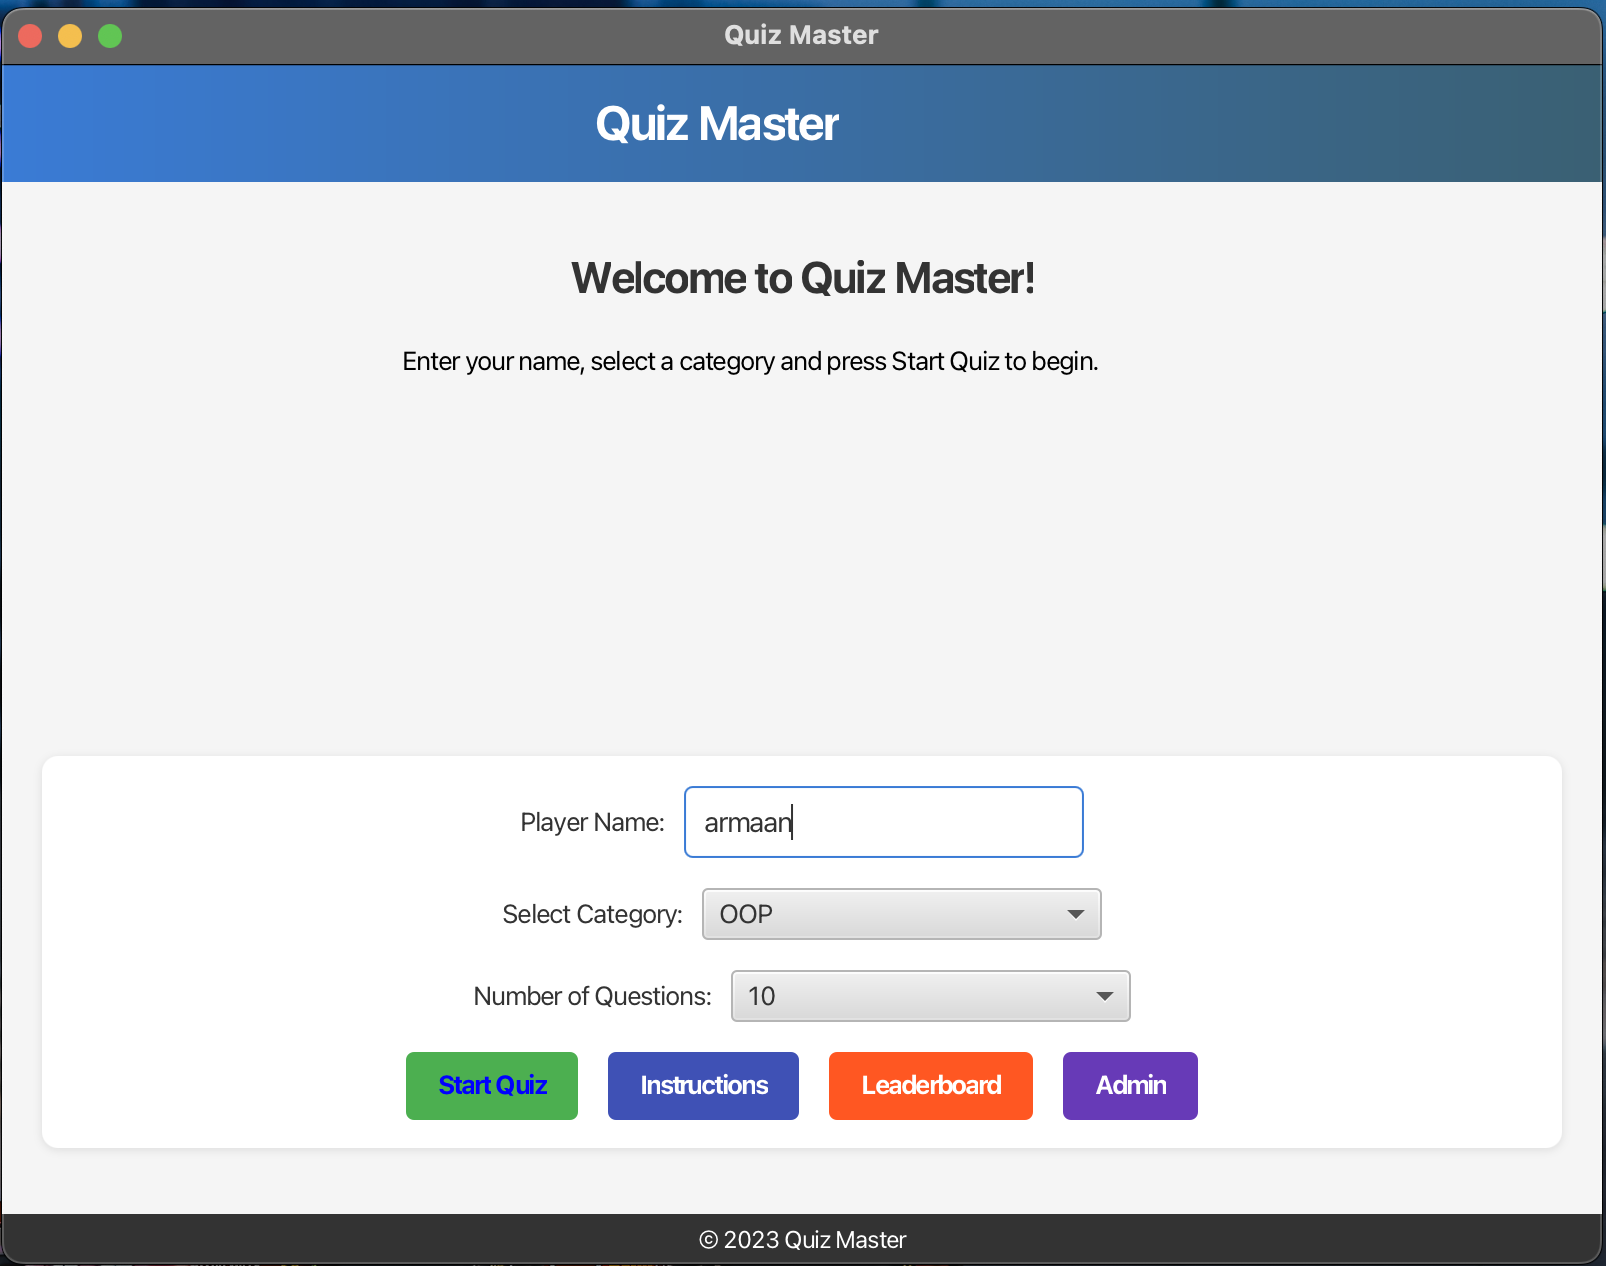 Quiz Master
Quiz Master
Welcome to Quiz Master!
Enter your name, select a category and press Start Quiz to begin.
Player Name: armaan
Select Category: OOP
Number of Questions: 10
Start Quiz Instructions Leaderboard Admin
© 2023 Quiz Master